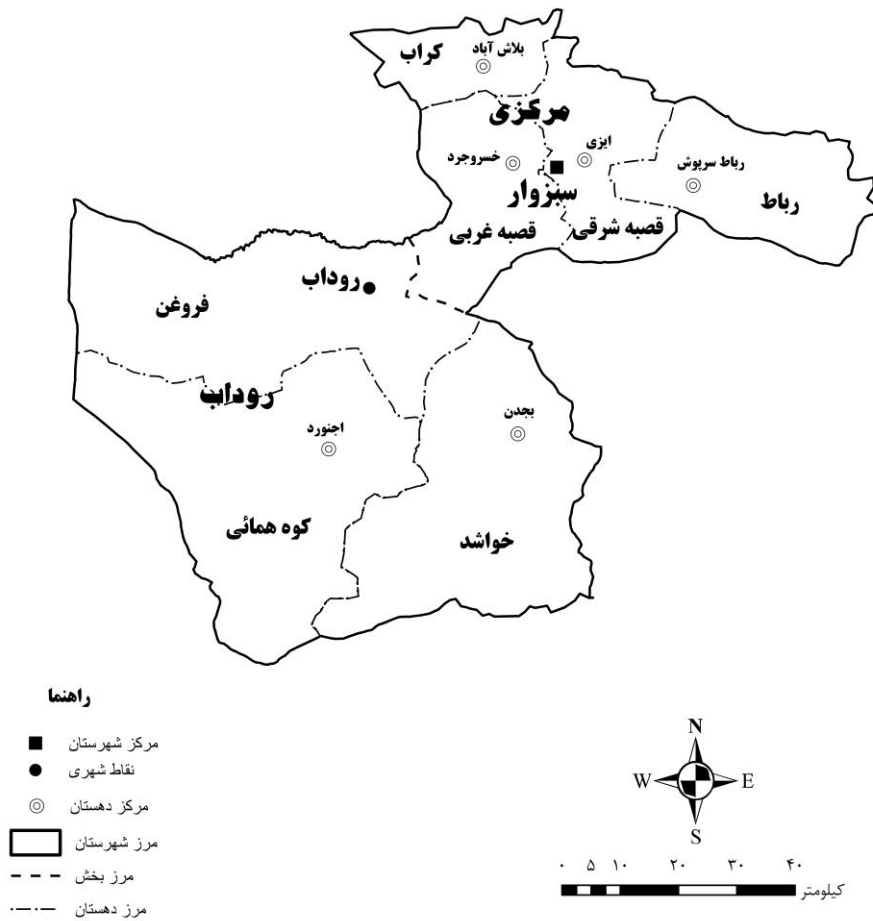 بلاش آباد
کراب
مرکزی
ایزی
خسروجرد
رباط سرپوش
سبزوار
رباط
قصبه شرقی
قصبه غربی
روداب
فروغن
روداب
بجدن
اجنورد
کوه همائی
خواشد
راهنما
مرکز شهرستان
نقاط شهری
مرکز دهستان
مرز شهرستان
مرز بخش
مرز دهستان
N
W E
S
۰ ۵ ۱۰ ۲۰ ۳۰ ۴۰
کیلومتر